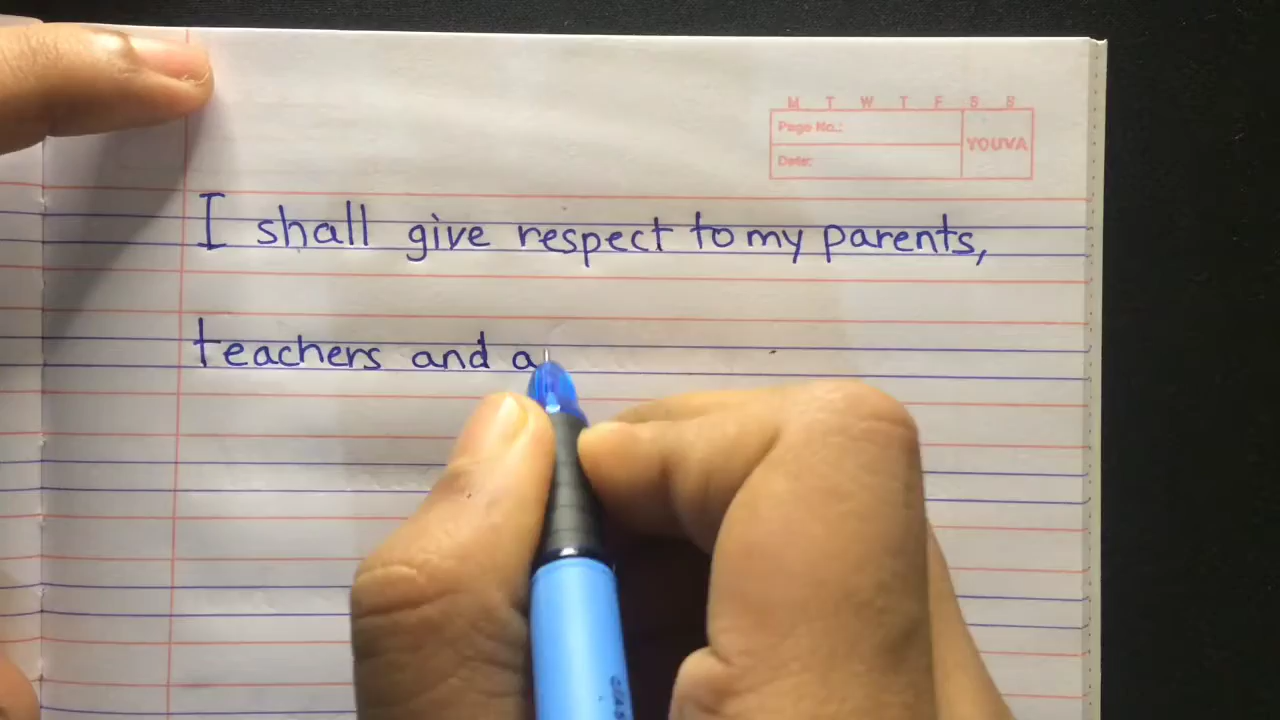 M T W T F S S
Page No.:
YOUVA
Date:
I shall give respect to my parents,
teachers and a